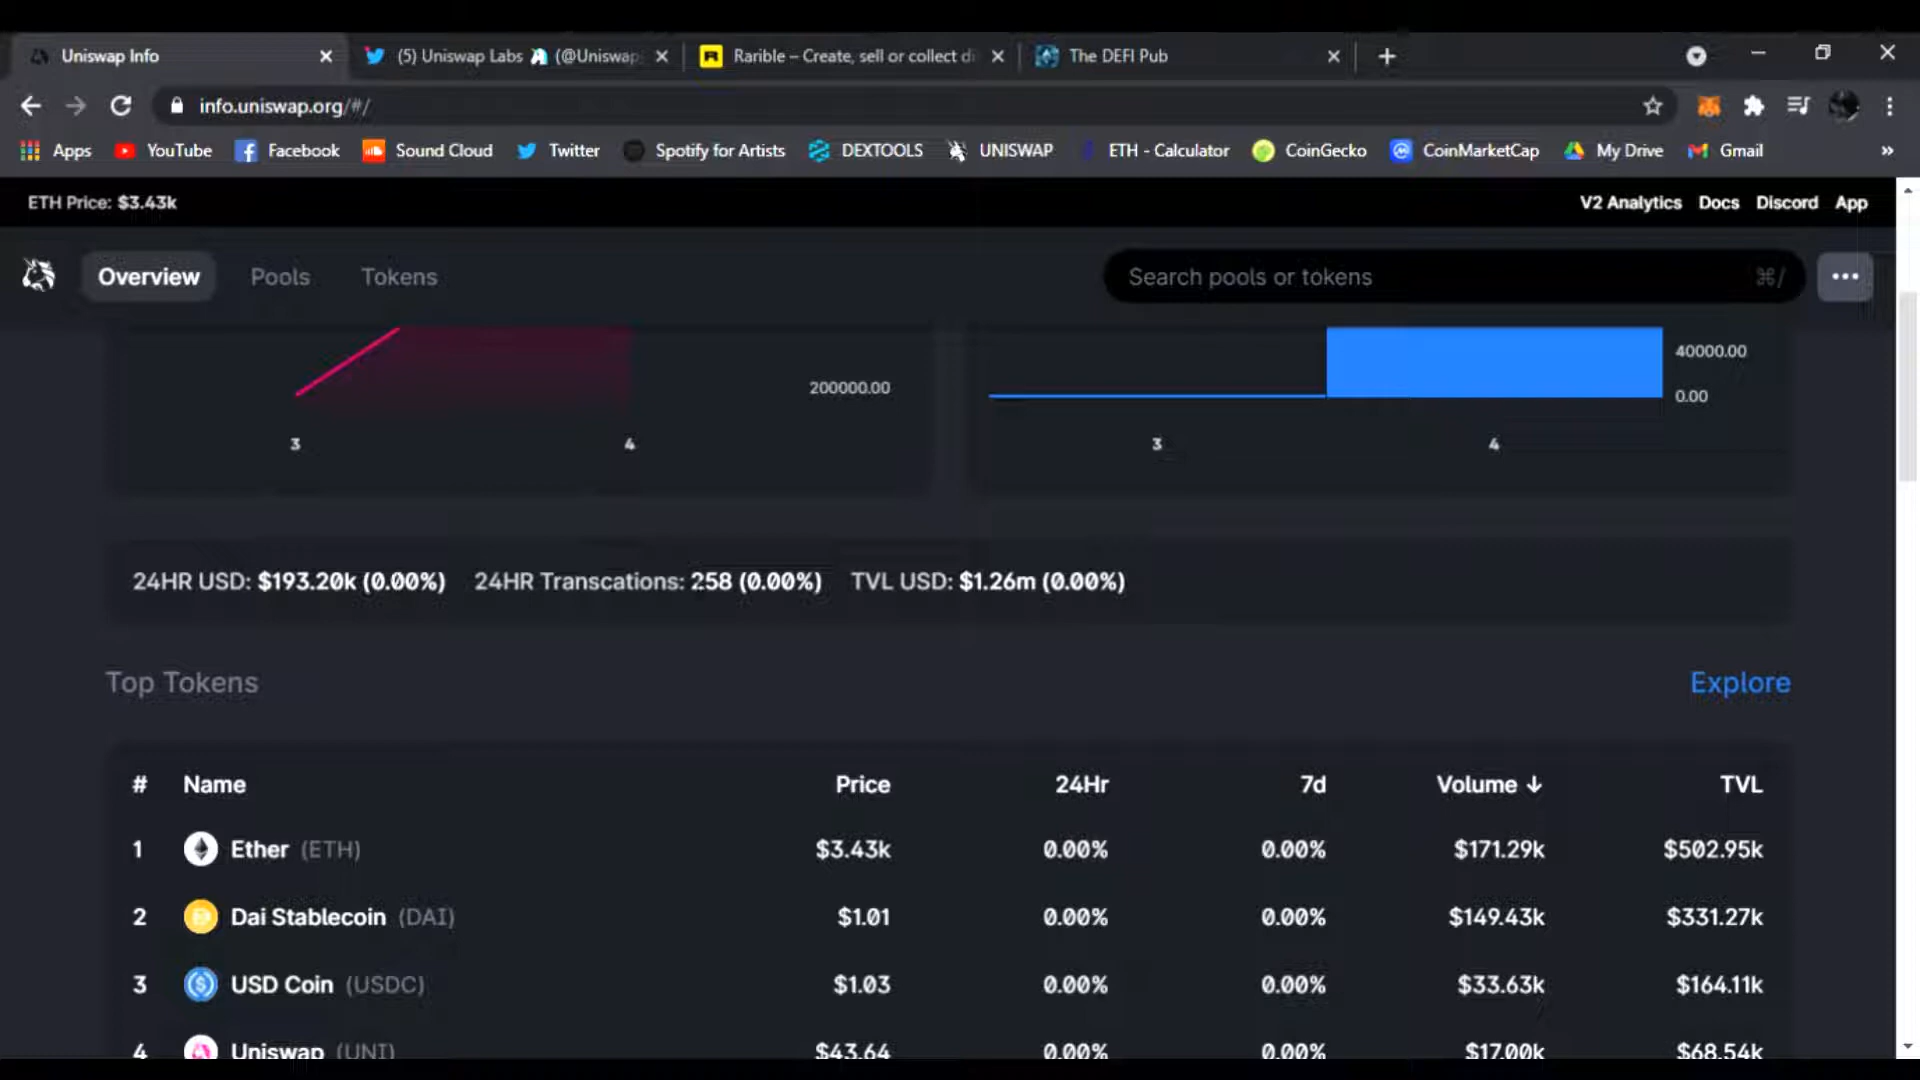 Uniswap Info
(5) Uniswap Labs (@Uniswap
Rarible – Create, sell or collect di
The DEFI Pub
info.uniswap.org/#/
Apps YouTube Facebook Sound Cloud Twitter Spotify for Artists DEXTOOLS UNISWAP ETH - Calculator CoinGecko CoinMarketCap My Drive Gmail »
ETH Price: $3.43k V2 Analytics Docs Discord App
Overview Pools Tokens Search pools or tokens ⌘/
40000.00
200000.00
0.00
3 4 3 4
24HR USD: $193.20k (0.00%) 24HR Transcations: 258 (0.00%) TVL USD: $1.26m (0.00%)
Top Tokens Explore
# Name Price 24Hr 7d Volume ↓ TVL
1 Ether (ETH) $3.43k 0.00% 0.00% $171.29k $502.95k
2 Dai Stablecoin (DAI) $1.01 0.00% 0.00% $149.43k $331.27k
3 USD Coin (USDC) $1.03 0.00% 0.00% $33.63k $164.11k
4 Uniswap (UNI) $43.64 0.00% 0.00% $17.00k $68.54k